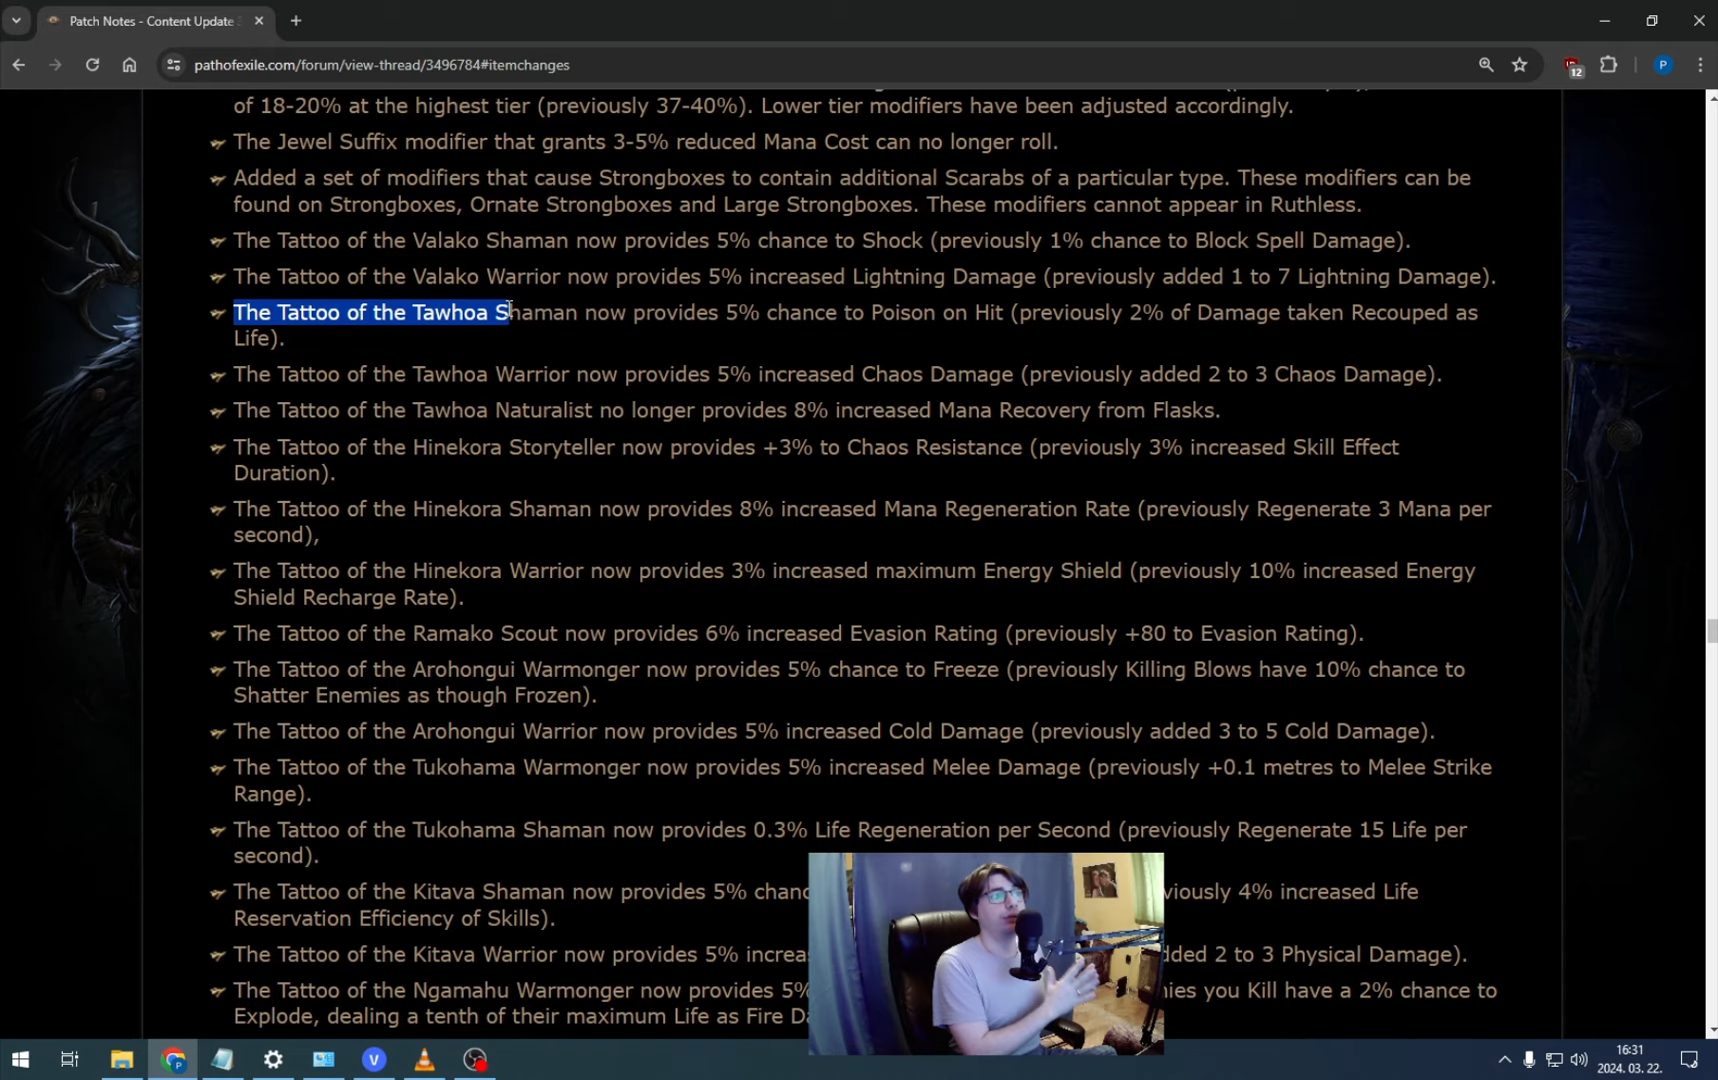 Patch Notes - Content Update
pathofexile.com/forum/view-thread/3496784#itemchanges
12
P
of 18-20% at the highest tier (previously 37-40%). Lower tier modifiers have been adjusted accordingly.
The Jewel Suffix modifier that grants 3-5% reduced Mana Cost can no longer roll.
Added a set of modifiers that cause Strongboxes to contain additional Scarabs of a particular type. These modifiers can be
found on Strongboxes, Ornate Strongboxes and Large Strongboxes. These modifiers cannot appear in Ruthless.
The Tattoo of the Valako Shaman now provides 5% chance to Shock (previously 1% chance to Block Spell Damage).
The Tattoo of the Valako Warrior now provides 5% increased Lightning Damage (previously added 1 to 7 Lightning Damage).
The Tattoo of the Tawhoa Shaman now provides 5% chance to Poison on Hit (previously 2% of Damage taken Recouped as
Life).
The Tattoo of the Tawhoa Warrior now provides 5% increased Chaos Damage (previously added 2 to 3 Chaos Damage).
The Tattoo of the Tawhoa Naturalist no longer provides 8% increased Mana Recovery from Flasks.
The Tattoo of the Hinekora Storyteller now provides +3% to Chaos Resistance (previously 3% increased Skill Effect
Duration).
The Tattoo of the Hinekora Shaman now provides 8% increased Mana Regeneration Rate (previously Regenerate 3 Mana per
second),
The Tattoo of the Hinekora Warrior now provides 3% increased maximum Energy Shield (previously 10% increased Energy
Shield Recharge Rate).
The Tattoo of the Ramako Scout now provides 6% increased Evasion Rating (previously +80 to Evasion Rating).
The Tattoo of the Arohongui Warmonger now provides 5% chance to Freeze (previously Killing Blows have 10% chance to
Shatter Enemies as though Frozen).
The Tattoo of the Arohongui Warrior now provides 5% increased Cold Damage (previously added 3 to 5 Cold Damage).
The Tattoo of the Tukohama Warmonger now provides 5% increased Melee Damage (previously +0.1 metres to Melee Strike
Range).
The Tattoo of the Tukohama Shaman now provides 0.3% Life Regeneration per Second (previously Regenerate 15 Life per
second).
The Tattoo of the Kitava Shaman now provides 5% chanc viously 4% increased Life
Reservation Efficiency of Skills).
The Tattoo of the Kitava Warrior now provides 5% increa dded 2 to 3 Physical Damage).
The Tattoo of the Ngamahu Warmonger now provides 5% nies you Kill have a 2% chance to
Explode, dealing a tenth of their maximum Life as Fire Da
16:31
2024. 03. 22.